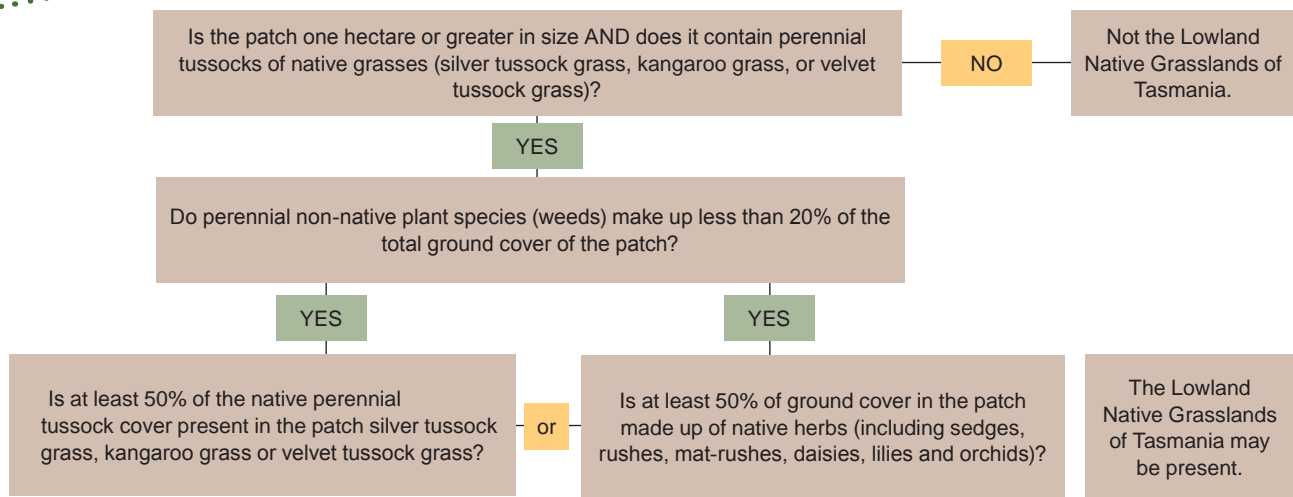 Is the patch one hectare or greater in size AND does it contain perennial
tussocks of native grasses (silver tussock grass, kangaroo grass, or velvet
tussock grass)?
NO
Not the Lowland
Native Grasslands of
Tasmania.
YES
Do perennial non-native plant species (weeds) make up less than 20% of the
total ground cover of the patch?
YES
YES
Is at least 50% of the native perennial
tussock cover present in the patch silver tussock
grass, kangaroo grass or velvet tussock grass?
or
Is at least 50% of ground cover in the patch
made up of native herbs (including sedges,
rushes, mat-rushes, daisies, lilies and orchids)?
The Lowland
Native Grasslands
of Tasmania may
be present.